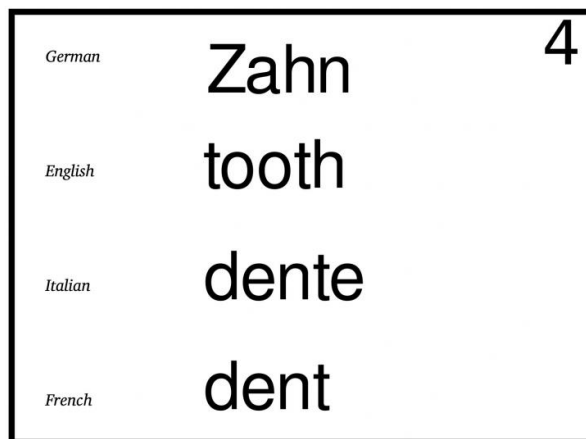 4
German Zahn
English tooth
Italian dente
French dent